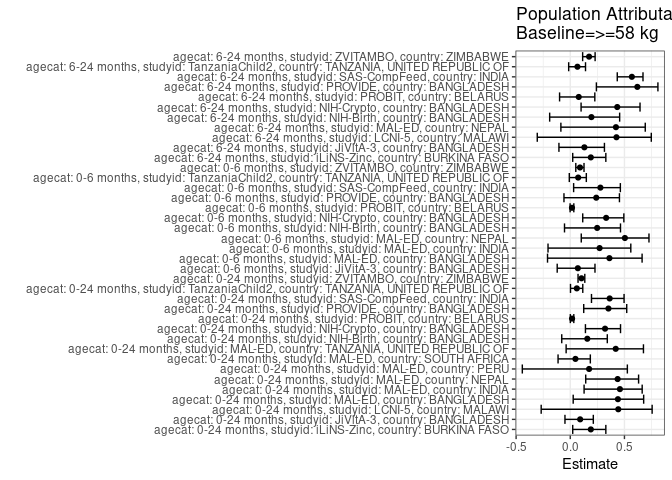 Population Attributa
Baseline=>=58 kg
agecat: 6-24 months, studyid: ZVITAMBO, country: ZIMBABWE
agecat: 6-24 months, studyid: TanzaniaChild2, country: TANZANIA, UNITED REPUBLIC OF
agecat: 6-24 months, studyid: SAS-CompFeed, country: INDIA
agecat: 6-24 months, studyid: PROVIDE, country: BANGLADESH
agecat: 6-24 months, studyid: PROBIT, country: BELARUS
agecat: 6-24 months, studyid: NIH-Crypto, country: BANGLADESH
agecat: 6-24 months, studyid: NIH-Birth, country: BANGLADESH
agecat: 6-24 months, studyid: MAL-ED, country: NEPAL
agecat: 6-24 months, studyid: LCNI-5, country: MALAWI
agecat: 6-24 months, studyid: JiVitA-3, country: BANGLADESH
agecat: 6-24 months, studyid: iLiNS-Zinc, country: BURKINA FASO
agecat: 0-6 months, studyid: ZVITAMBO, country: ZIMBABWE
agecat: 0-6 months, studyid: TanzaniaChild2, country: TANZANIA, UNITED REPUBLIC OF
agecat: 0-6 months, studyid: SAS-CompFeed, country: INDIA
agecat: 0-6 months, studyid: PROVIDE, country: BANGLADESH
agecat: 0-6 months, studyid: PROBIT, country: BELARUS
agecat: 0-6 months, studyid: NIH-Crypto, country: BANGLADESH
agecat: 0-6 months, studyid: NIH-Birth, country: BANGLADESH
agecat: 0-6 months, studyid: MAL-ED, country: NEPAL
agecat: 0-6 months, studyid: MAL-ED, country: INDIA
agecat: 0-6 months, studyid: MAL-ED, country: BANGLADESH
agecat: 0-6 months, studyid: JiVitA-3, country: BANGLADESH
agecat: 0-24 months, studyid: ZVITAMBO, country: ZIMBABWE
agecat: 0-24 months, studyid: TanzaniaChild2, country: TANZANIA, UNITED REPUBLIC OF
agecat: 0-24 months, studyid: SAS-CompFeed, country: INDIA
agecat: 0-24 months, studyid: PROVIDE, country: BANGLADESH
agecat: 0-24 months, studyid: PROBIT, country: BELARUS
agecat: 0-24 months, studyid: NIH-Crypto, country: BANGLADESH
agecat: 0-24 months, studyid: NIH-Birth, country: BANGLADESH
agecat: 0-24 months, studyid: MAL-ED, country: TANZANIA, UNITED REPUBLIC OF
agecat: 0-24 months, studyid: MAL-ED, country: SOUTH AFRICA
agecat: 0-24 months, studyid: MAL-ED, country: PERU
agecat: 0-24 months, studyid: MAL-ED, country: NEPAL
agecat: 0-24 months, studyid: MAL-ED, country: INDIA
agecat: 0-24 months, studyid: MAL-ED, country: BANGLADESH
agecat: 0-24 months, studyid: LCNI-5, country: MALAWI
agecat: 0-24 months, studyid: JiVitA-3, country: BANGLADESH
agecat: 0-24 months, studyid: iLiNS-Zinc, country: BURKINA FASO
-0.5 0.0 0.5
Estimate